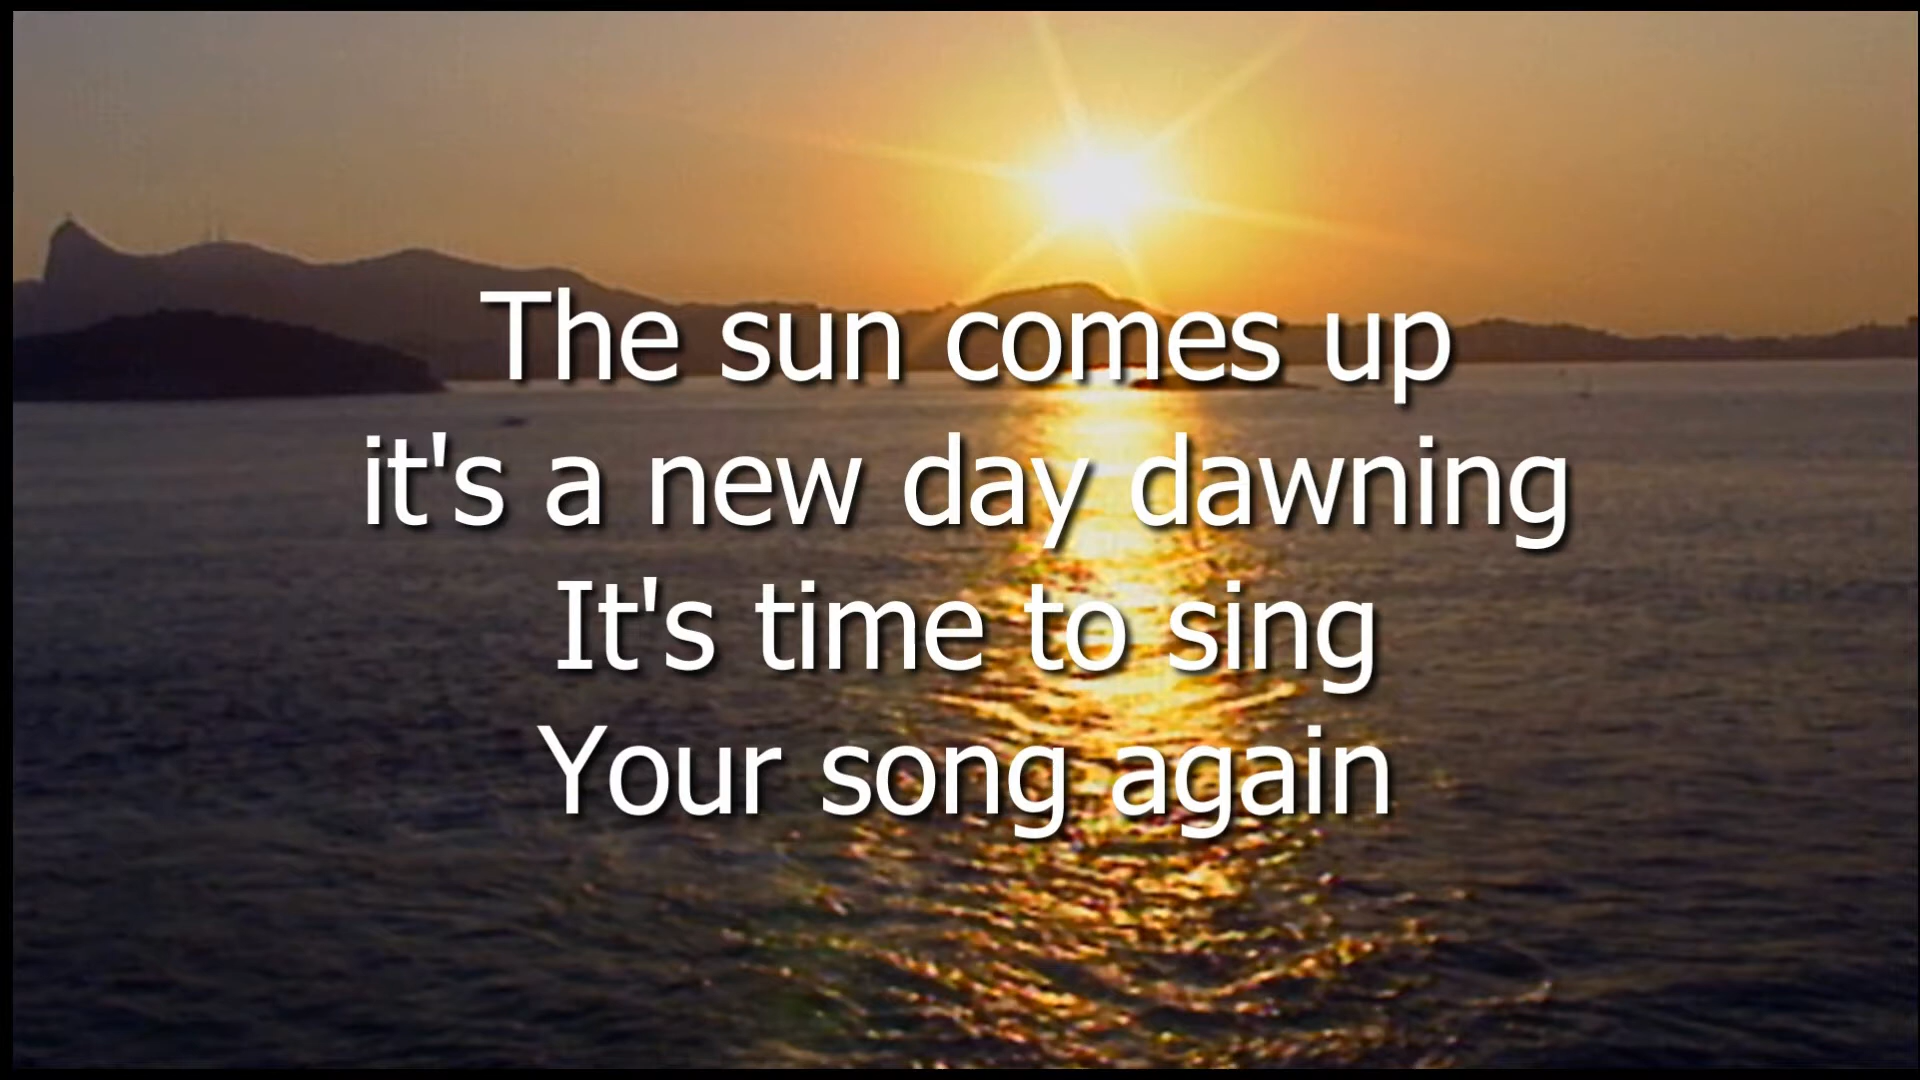 The sun comes up
it's a new day dawning
It's time to sing
Your song again